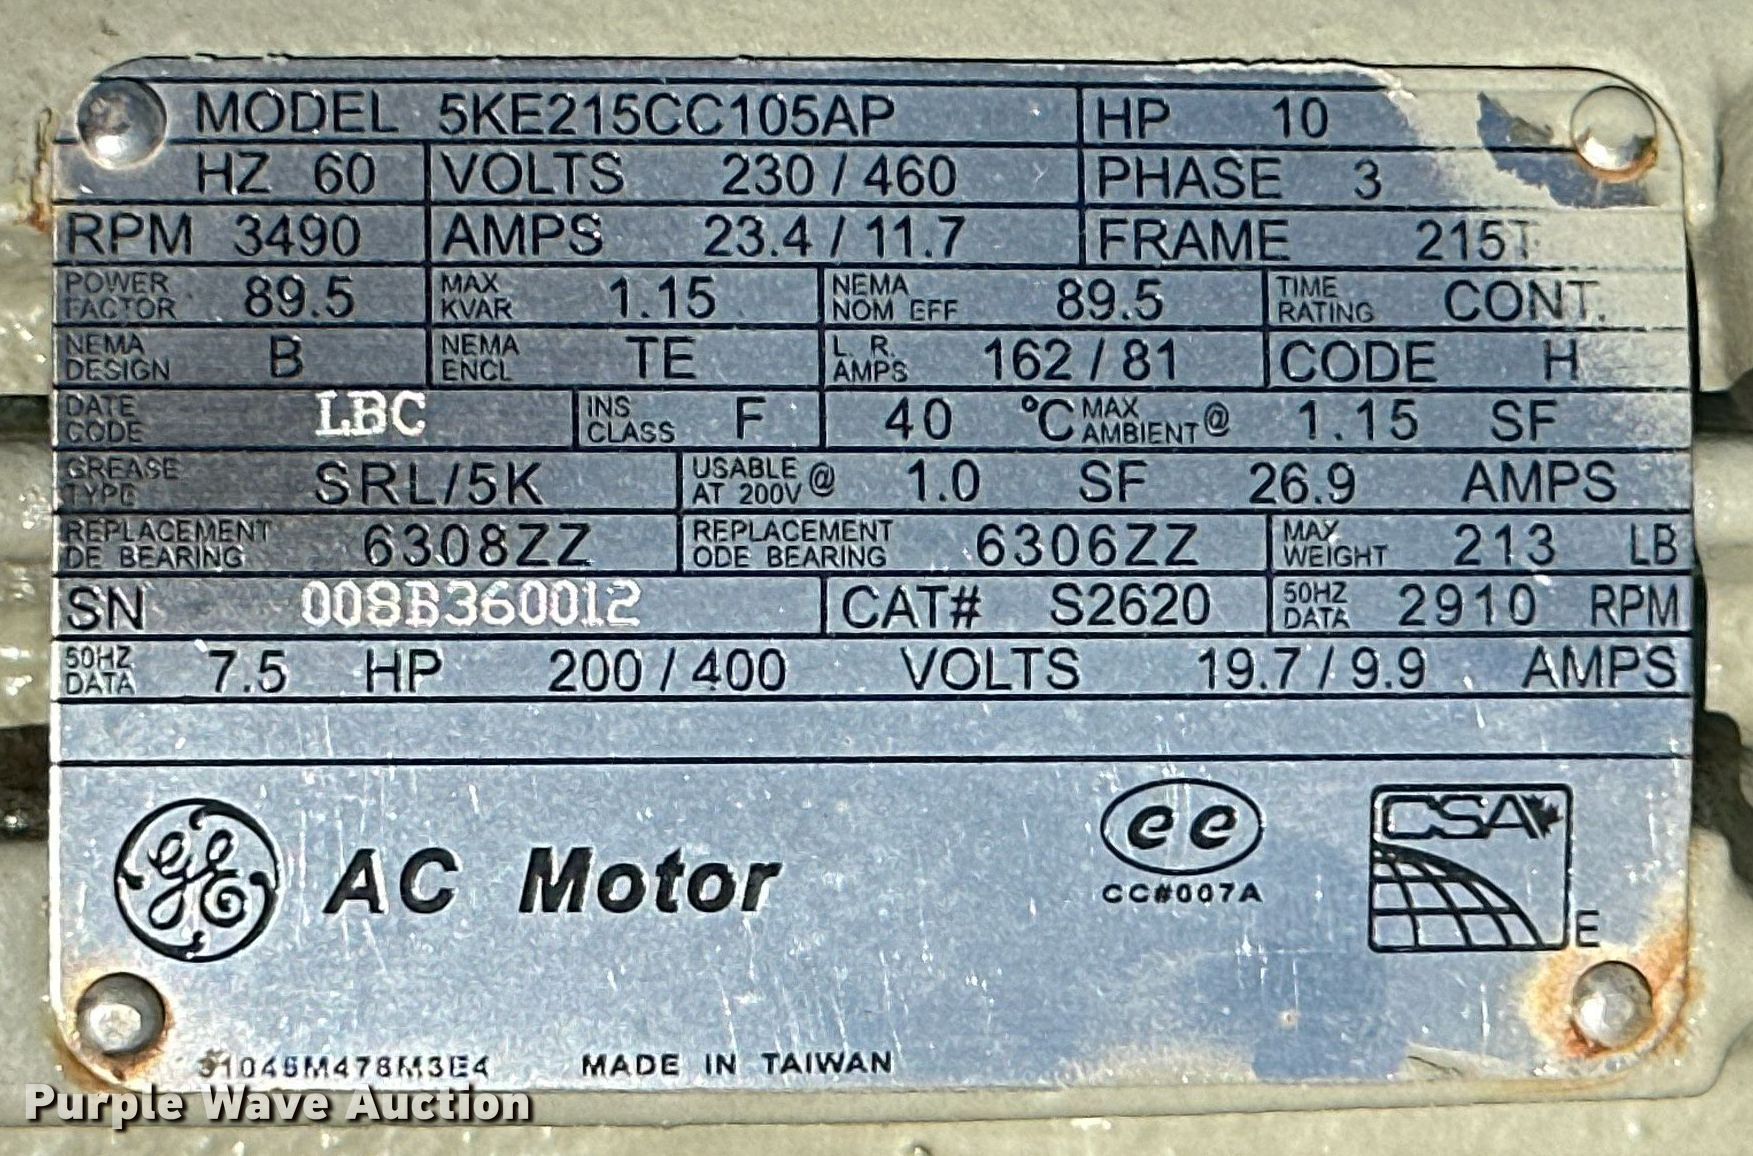 MODEL 5KE215CC105AP HP 10
HZ 60 VOLTS 230 / 460 PHASE 3
RPM 3490 AMPS 23.4 / 11.7 FRAME 215T
POWER FACTOR 89.5 MAX KVAR 1.15 NEMA NOM EFF 89.5 TIME RATING CONT.
NEMA DESIGN B NEMA ENCL TE L. R. AMPS 162 / 81 CODE H
DATE CODE LBC INS CLASS F 40 °C MAX AMBIENT @ 1.15 SF
GREASE TYPE SRL/5K USABLE AT 200V @ 1.0 SF 26.9 AMPS
REPLACEMENT DE BEARING 6308ZZ REPLACEMENT ODE BEARING 6306ZZ MAX WEIGHT 213 LB
SN 008B360012 CAT# S2620 50HZ DATA 2910 RPM
50HZ DATA 7.5 HP 200 / 400 VOLTS 19.7 / 9.9 AMPS
GE AC Motor ee CSA
CC#007A
E
MADE IN TAIWAN
Purple Wave Auction